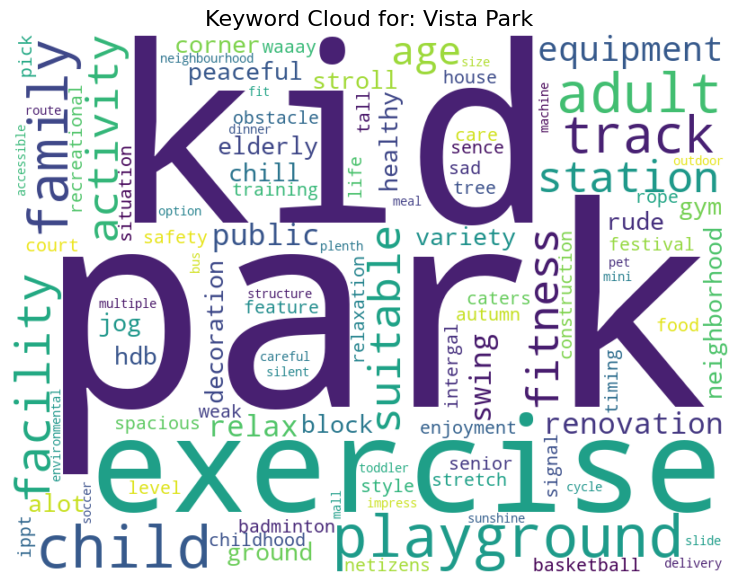 Keyword Cloud for: Vista Park
kid
park
exercise
playground
child
family
activity
facility
adult
track
station
equipment
age
suitable
fitness
renovation
public
relax
block
corner
waaay
neighbourhood
peaceful
stroll
fit
house
size
machine
pick
route
accessible
recreational
situation
obstacle
dinner
elderly
chill
training
life
tall
healthy
care
sence
sad
tree
meal
option
outdoor
rope
gym
rude
festival
pet
mini
court
safety
bus
plenth
variety
construction
neighborhood
multiple
jog
hdb
decoration
structure
feature
careful
silent
relaxation
caters
autumn
intergal
swing
food
timing
environmental
spacious
weak
enjoyment
signal
alot
level
soccer
ippt
badminton
childhood
ground
toddler
style
impress
mall
netizens
senior
stretch
sunshine
basketball
cycle
slide
delivery